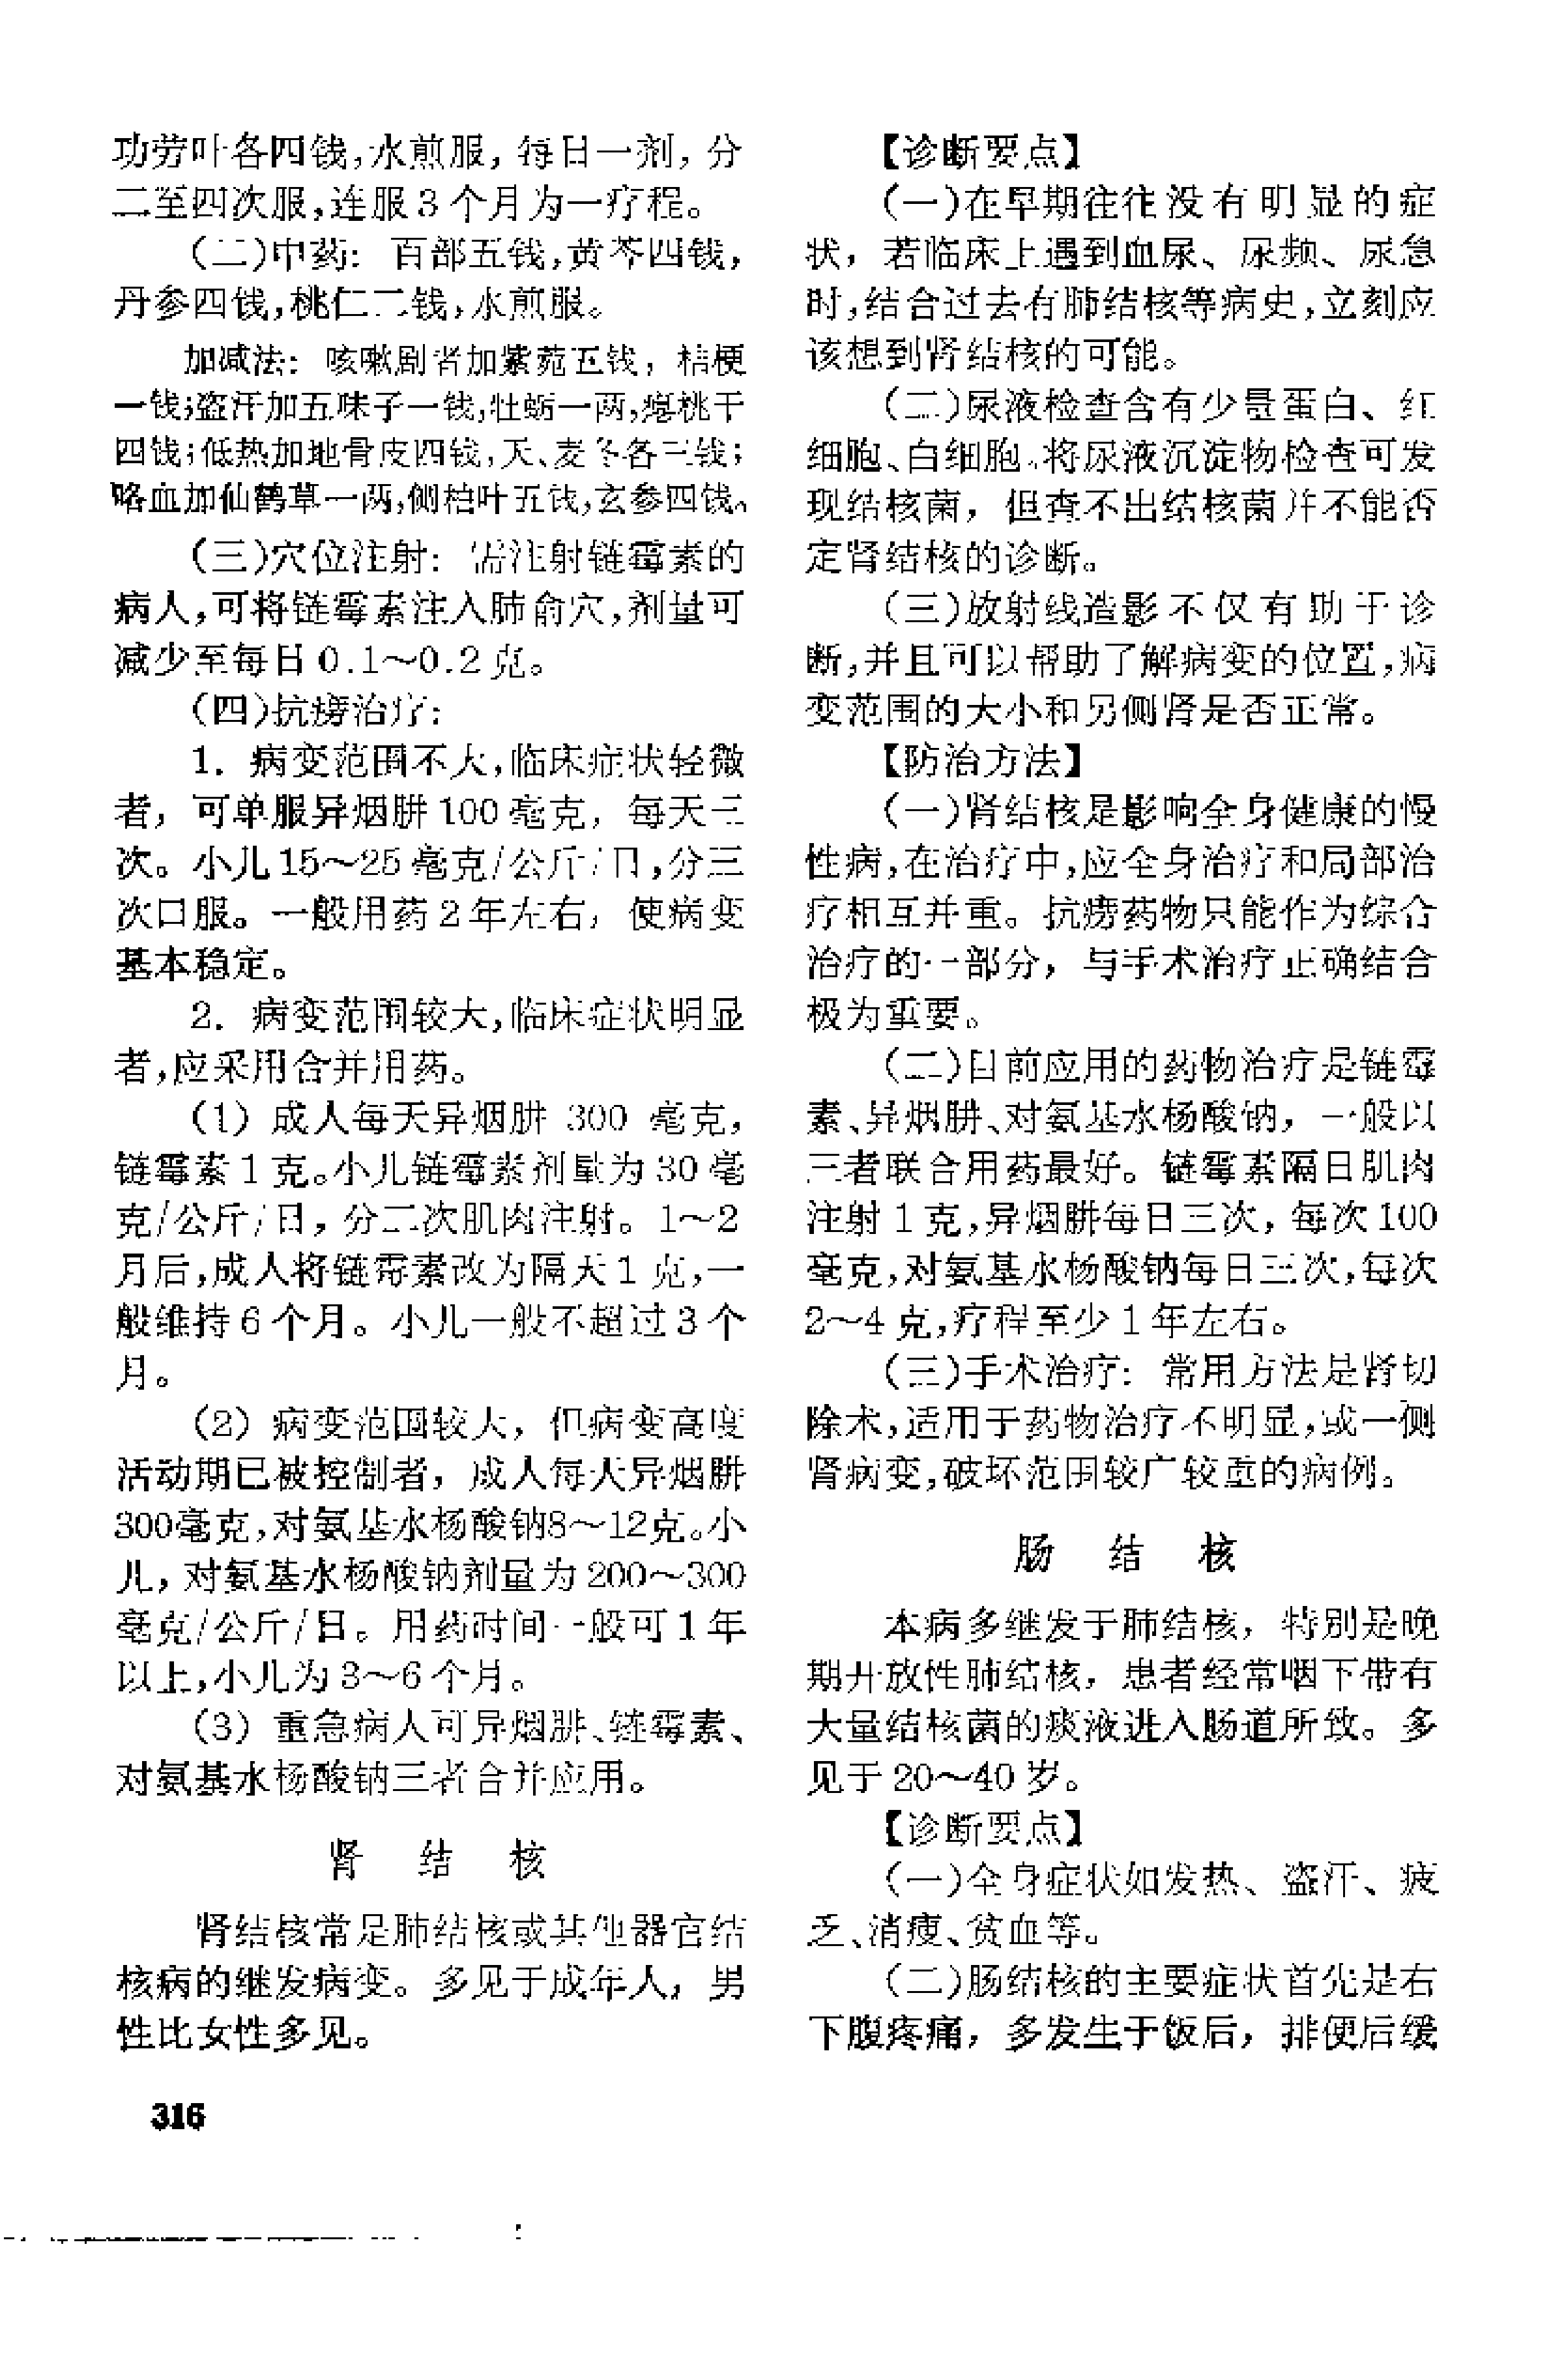 功劳叶各四钱,水煎服, 每日一剂, 分
二至四次服,连服3个月为一疗程。
(二)中药: 百部五钱,黄芩四钱,
丹参四钱,桃仁二钱,水煎服。
加减法: 咳嗽剧者加紫菀五钱, 桔梗
一钱;盗汗加五味子一钱,牡蛎一两,瘪桃干
四钱;低热加地骨皮四钱,天、麦冬各三钱;
咯血加仙鹤草一两,侧柏叶五钱,玄参四钱。
(三)穴位注射: 需注射链霉素的
病人,可将链霉素注入肺俞穴,剂量可
减少至每日0.1～0.2克。
(四)抗痨治疗:
1. 病变范围不大,临床症状轻微
者, 可单服异烟肼100毫克, 每天三
次。小儿15～25毫克/公斤/日,分三
次口服。一般用药2年左右, 使病变
基本稳定。
2. 病变范围较大,临床症状明显
者,应采用合并用药。
(1) 成人每天异烟肼 300 毫克,
链霉素1克。小儿链霉素剂量为30毫
克/公斤/日, 分二次肌肉注射。1～2
月后,成人将链霉素改为隔天1克,一
般维持6个月。小儿一般不超过3个
月。
(2) 病变范围较大, 但病变高度
活动期已被控制者, 成人每天异烟肼
300毫克,对氨基水杨酸钠8～12克。小
儿, 对氨基水杨酸钠剂量为200～300
毫克/公斤/日。用药时间一般可1年
以上,小儿为3～6个月。
(3) 重急病人可异烟肼、链霉素、
对氨基水杨酸钠三者合并应用。
肾 结 核
肾结核常是肺结核或其他器官结
核病的继发病变。多见于成年人, 男
性比女性多见。
316
【诊断要点】
(一)在早期往往没有明显的症
状, 若临床上遇到血尿、尿频、尿急
时,结合过去有肺结核等病史,立刻应
该想到肾结核的可能。
(二)尿液检查含有少量蛋白、红
细胞、白细胞。将尿液沉淀物检查可发
现结核菌, 但查不出结核菌并不能否
定肾结核的诊断。
(三)放射线造影不仅有助于诊
断,并且可以帮助了解病变的位置,病
变范围的大小和另侧肾是否正常。
【防治方法】
(一)肾结核是影响全身健康的慢
性病,在治疗中,应全身治疗和局部治
疗相互并重。抗痨药物只能作为综合
治疗的一部分, 与手术治疗正确结合
极为重要。
(二)目前应用的药物治疗是链霉
素、异烟肼、对氨基水杨酸钠, 一般以
三者联合用药最好。链霉素隔日肌肉
注射1克,异烟肼每日三次, 每次100
毫克,对氨基水杨酸钠每日三次,每次
2～4克,疗程至少1年左右。
(三)手术治疗: 常用方法是肾切
除术,适用于药物治疗不明显,或一侧
肾病变,破坏范围较广较重的病例。
肠 结 核
本病多继发于肺结核, 特别是晚
期开放性肺结核, 患者经常咽下带有
大量结核菌的痰液进入肠道所致。多
见于20～40岁。
【诊断要点】
(一)全身症状如发热、盗汗、疲
乏、消瘦、贫血等。
(二)肠结核的主要症状首先是右
下腹疼痛, 多发生于饭后, 排便后缓